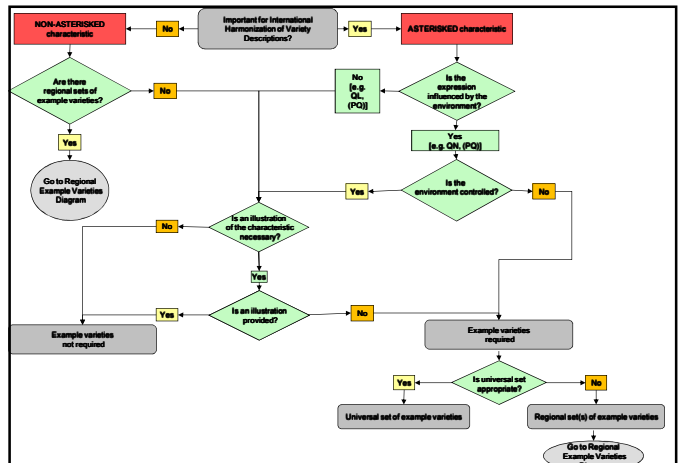 Important for International
Harmonization of Variety
Descriptions?
NON-ASTERISKED
characteristic
No
Yes
ASTERISKED characteristic
Are there
regional sets of
example varieties?
No
No
[e.g.
QL,
(PQ)]
Is the
expression
influenced by the
environment?
Yes
Yes
[e.g. QN, (PQ)]
Go to Regional
Example Varieties
Diagram
Yes
Is the
environment controlled?
No
No
Is an illustration
of the characteristic
necessary?
Yes
Yes
Is an illustration
provided?
No
Example varieties
not required
Example varieties
required
Yes
Is universal set
appropriate?
No
Universal set of example varieties
Regional set(s) of example varieties
Go to Regional
Example Varieties